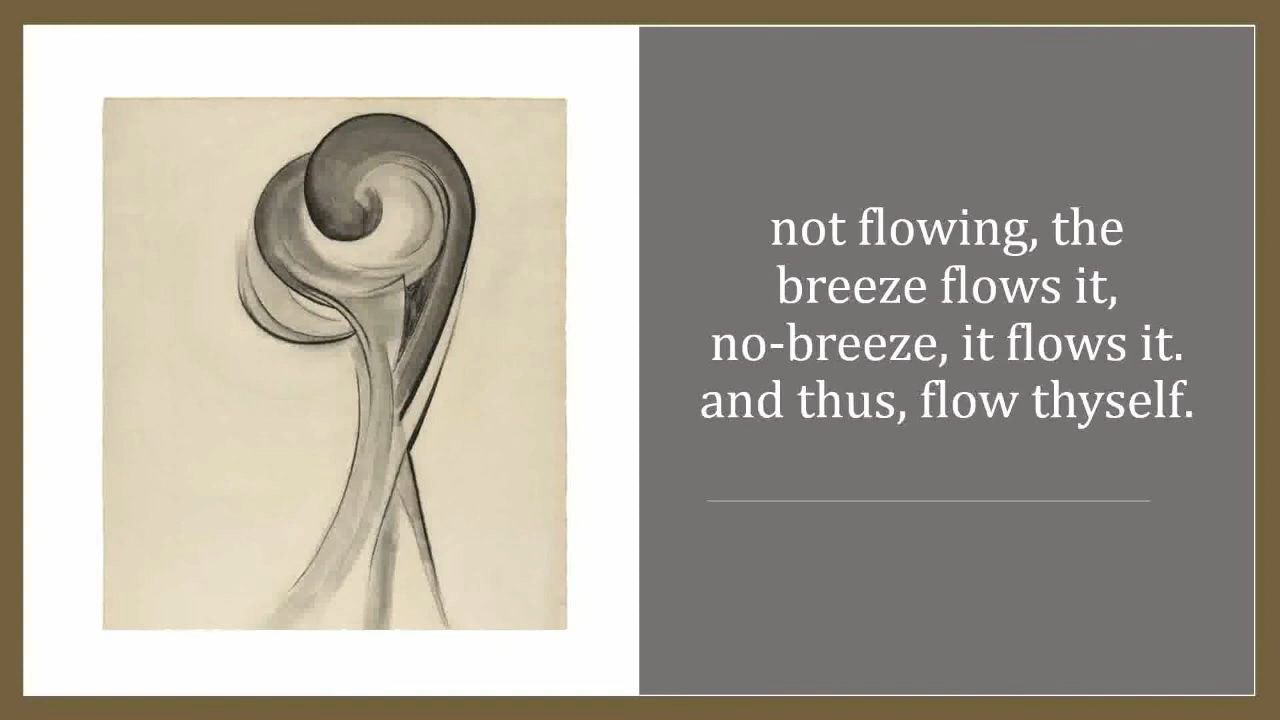 not flowing, the
breeze flows it,
no-breeze, it flows it.
and thus, flow thyself.